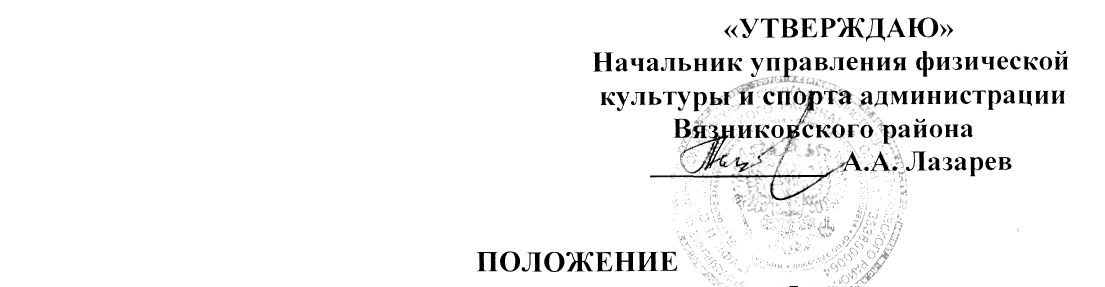 «УТВЕРЖДАЮ»
Начальник управления физической
культуры и спорта администрации
Вязниковского района
А.А. Лазарев
ПОЛОЖЕНИЕ